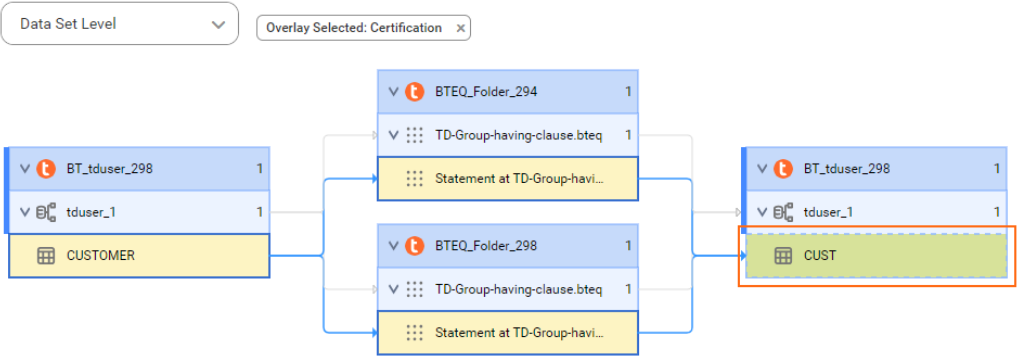 Data Set Level
Overlay Selected: Certification ×
BTEQ_Folder_294 1
TD-Group-having-clause.bteq 1
Statement at TD-Group-havi...
BT_tduser_298 1
tduser_1 1
CUSTOMER
BTEQ_Folder_298 1
TD-Group-having-clause.bteq 1
Statement at TD-Group-havi...
BT_tduser_298 1
tduser_1 1
CUST